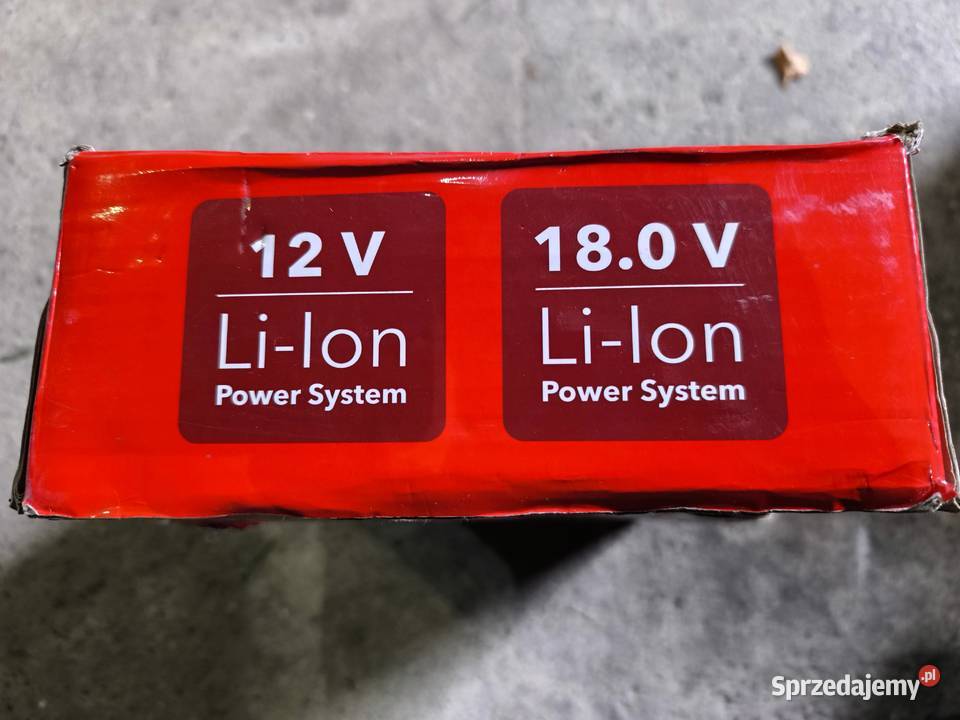 12 V
Li-Ion
Power System
18.0 V
Li-Ion
Power System
Sprzedajemy.pl